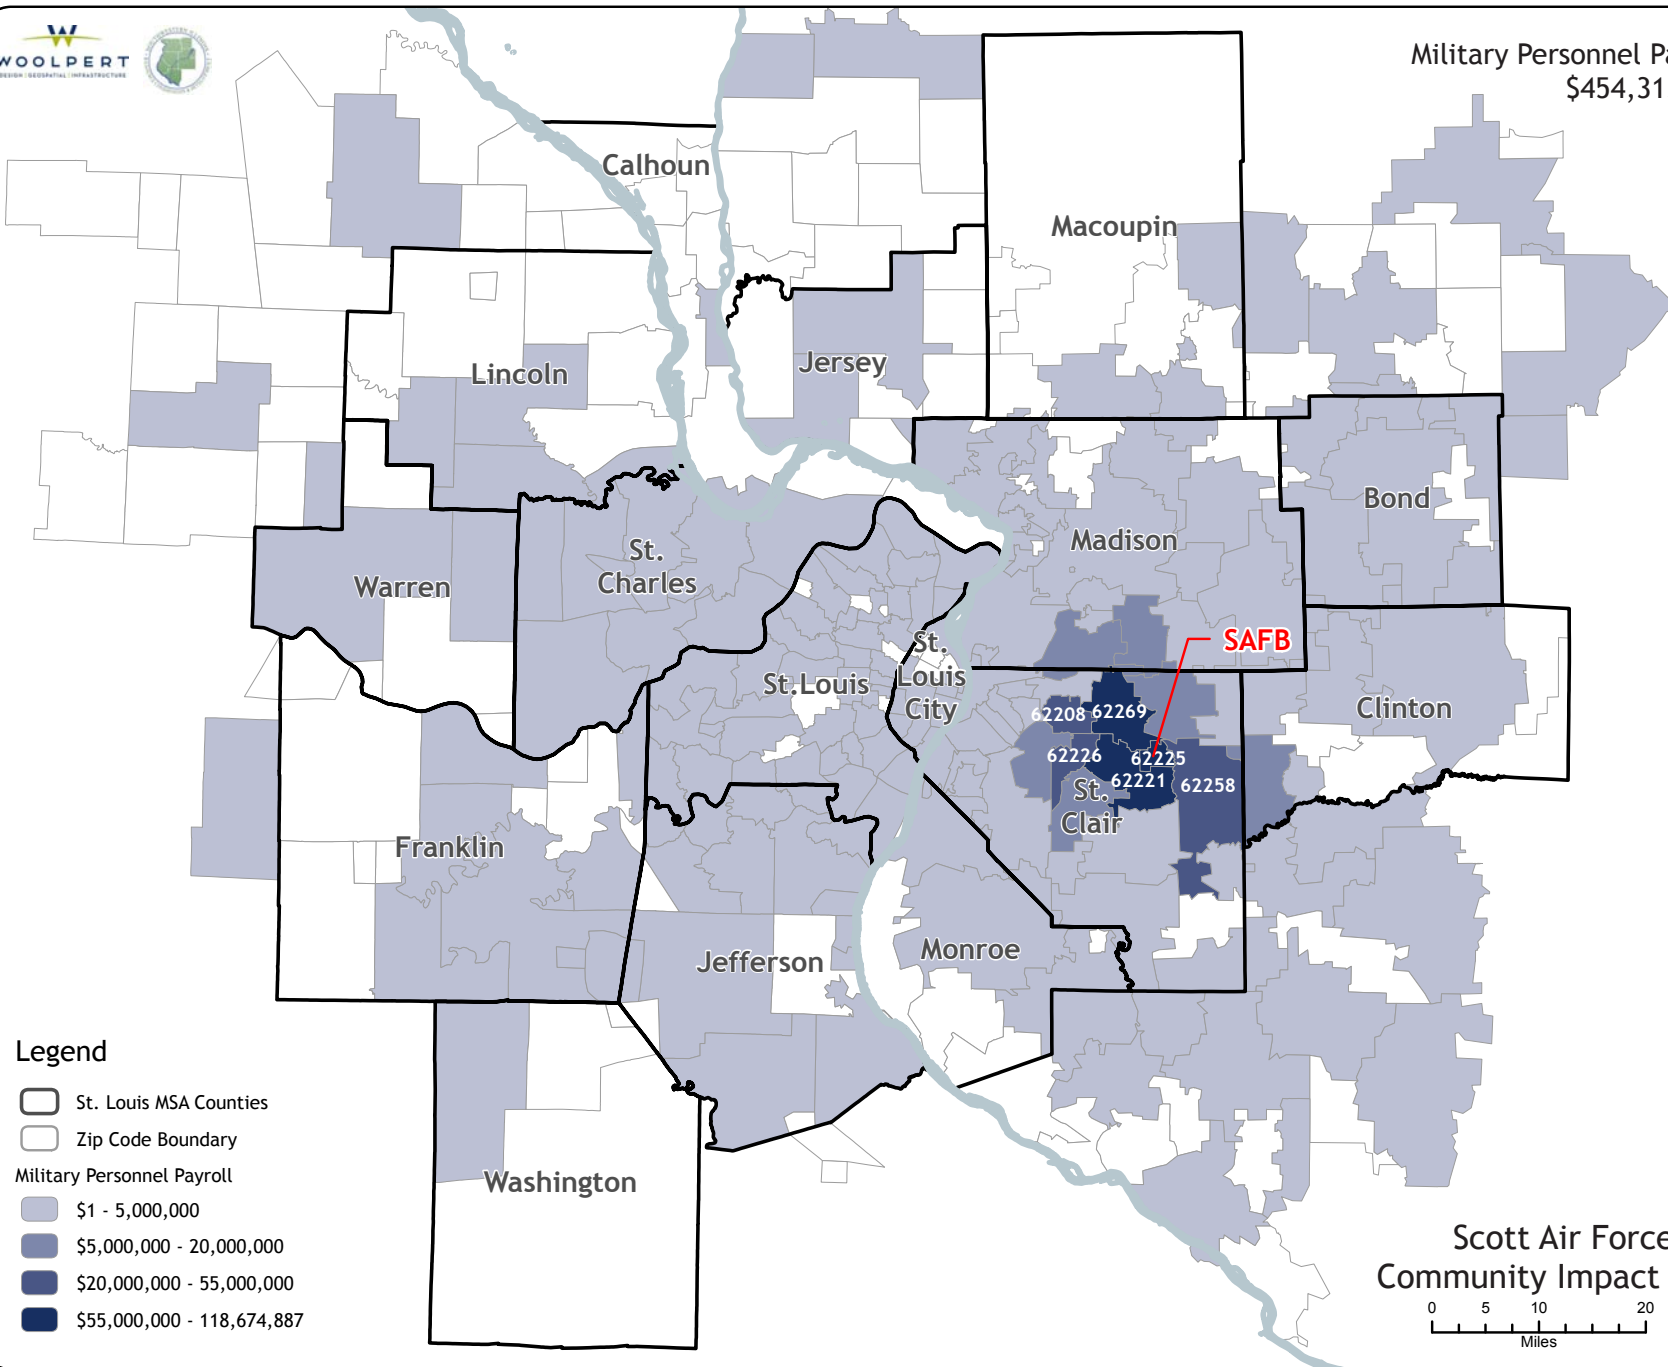 WOOLPERT
DESIGN | GEOSPATIAL | INFRASTRUCTURE
Military Personnel Pa
$454,31
Calhoun
Macoupin
Lincoln
Jersey
Bond
Madison
St.
Charles
Warren
SAFB
St.
Louis
City
St.Louis
Clinton
62208
62269
62226
62225
62221
62258
St.
Clair
Franklin
Jefferson
Monroe
Washington
Legend
St. Louis MSA Counties
Zip Code Boundary
Military Personnel Payroll
$1 - 5,000,000
$5,000,000 - 20,000,000
$20,000,000 - 55,000,000
$55,000,000 - 118,674,887
Scott Air Force
Community Impact
0 5 10 20
Miles